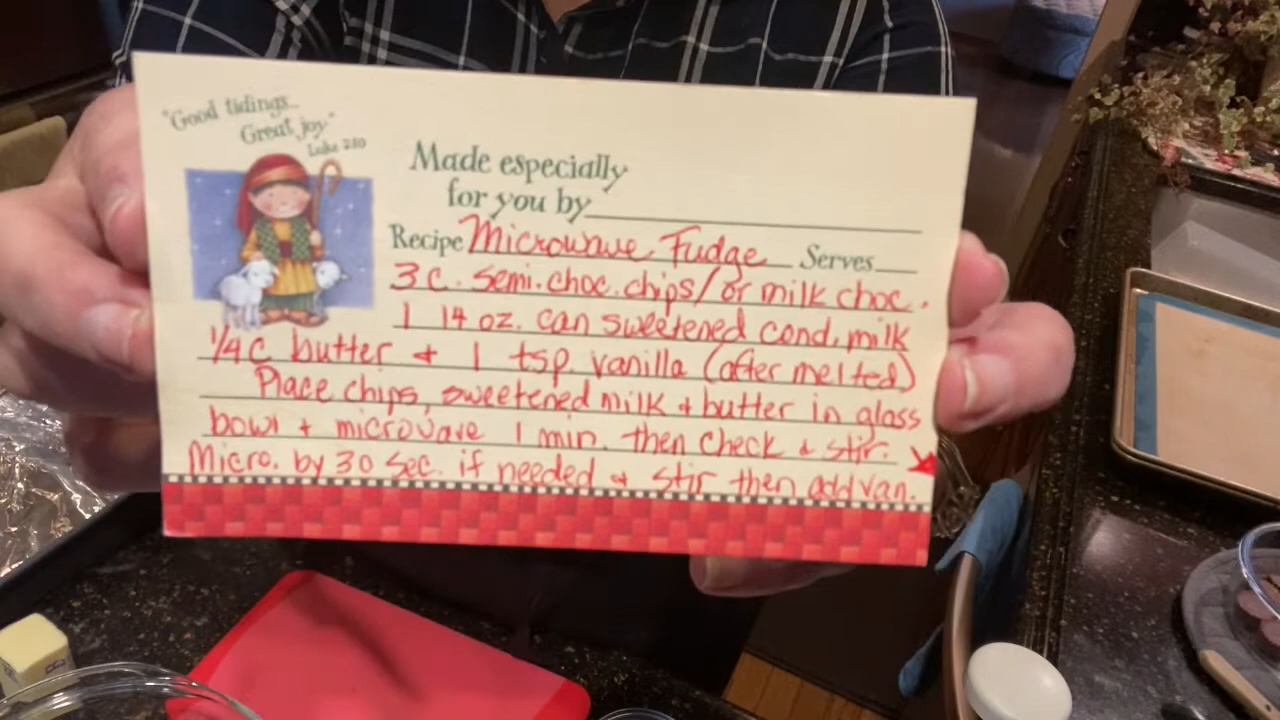 "Good tidings...
Great joy"
Luke 2:10
Made especially
for you by
Recipe Microwave Fudge Serves
3 c. semi. choc. chips/or milk choc.
1 14 oz. can sweetened cond. milk
1/4 c butter + 1 tsp. vanilla (after melted)
Place chips, sweetened milk + butter in glass
bowl + microwave 1 min. then check & stir.
Micro. by 30 sec. if needed & stir then add van.